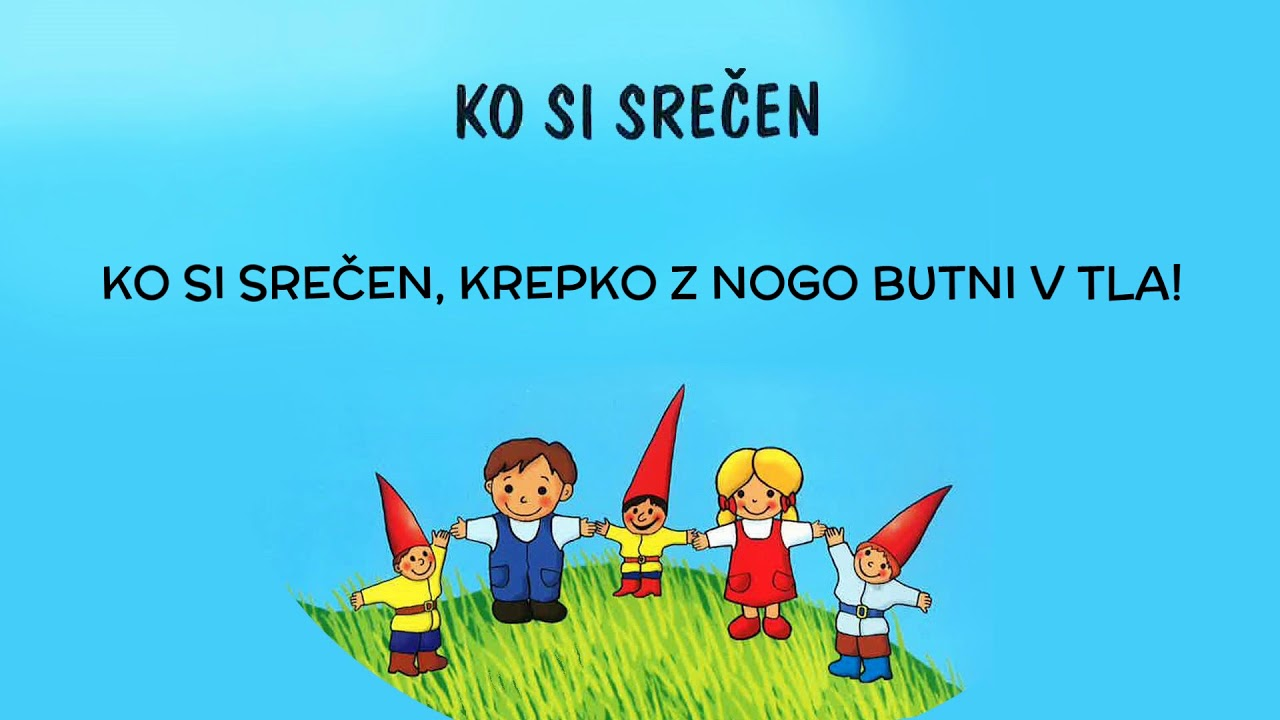 KO SI SREČEN
KO SI SREČEN, KREPKO Z NOGO BUTNI V TLA!